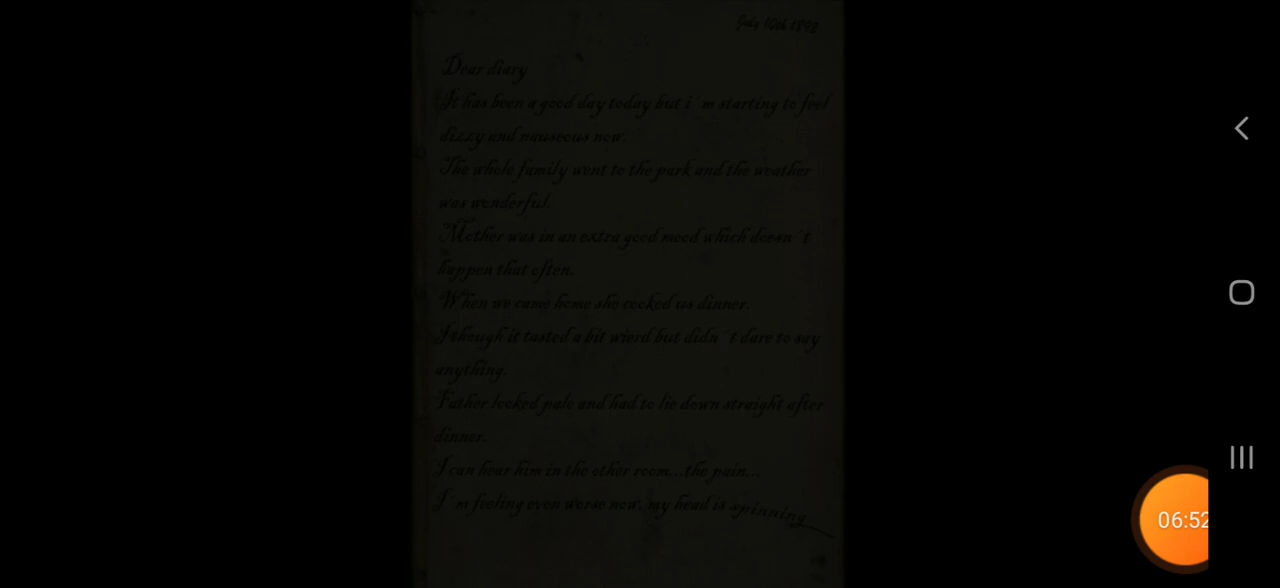 July 10th 1898
Dear diary
It has been a good day today but i´m starting to feel
dizzy and nauseous now.
The whole family went to the park and the weather
was wonderful.
Mother was in an extra good mood which doesn´t
happen that often.
When we came home she cooked us dinner.
I though it tasted a bit wierd but didn´t dare to say
anything.
Father looked pale and had to lie down straight after
dinner.
I can hear him in the other room...the pain...
I´m feeling even worse now, my head is spinning
06:52